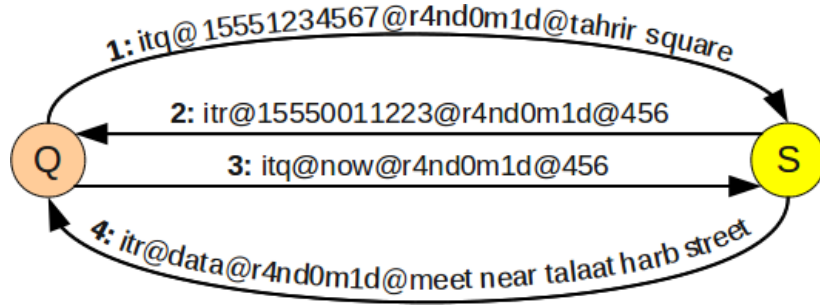 1: itq@15551234567@r4nd0m1d@tahrir square
2: itr@15550011223@r4nd0m1d@456
Q
S
3: itq@now@r4nd0m1d@456
4: itr@data@r4nd0m1d@meet near talaat harb street